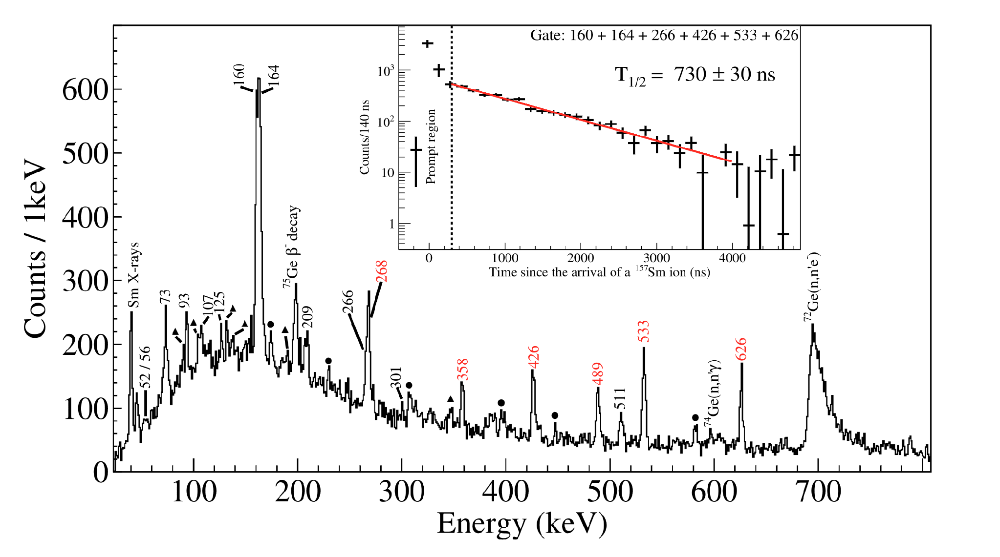 Gate: 160 + 164 + 266 + 426 + 533 + 626
T1/2 = 730 ± 30 ns
Counts/140 ns
10³
10²
10
1
Prompt region
0 1000 2000 3000 4000
Time since the arrival of a ¹⁵⁷Sm ion (ns)
Counts / 1keV
600
500
400
300
200
100
0
Sm X-rays
52 / 56
73
93
107
125
160
164
⁷⁵Ge β⁻ decay
209
266
268
301
358
426
489
511
533
⁷⁴Ge(n,n'γ)
626
⁷²Ge(n,n'e⁻)
100 200 300 400 500 600 700
Energy (keV)